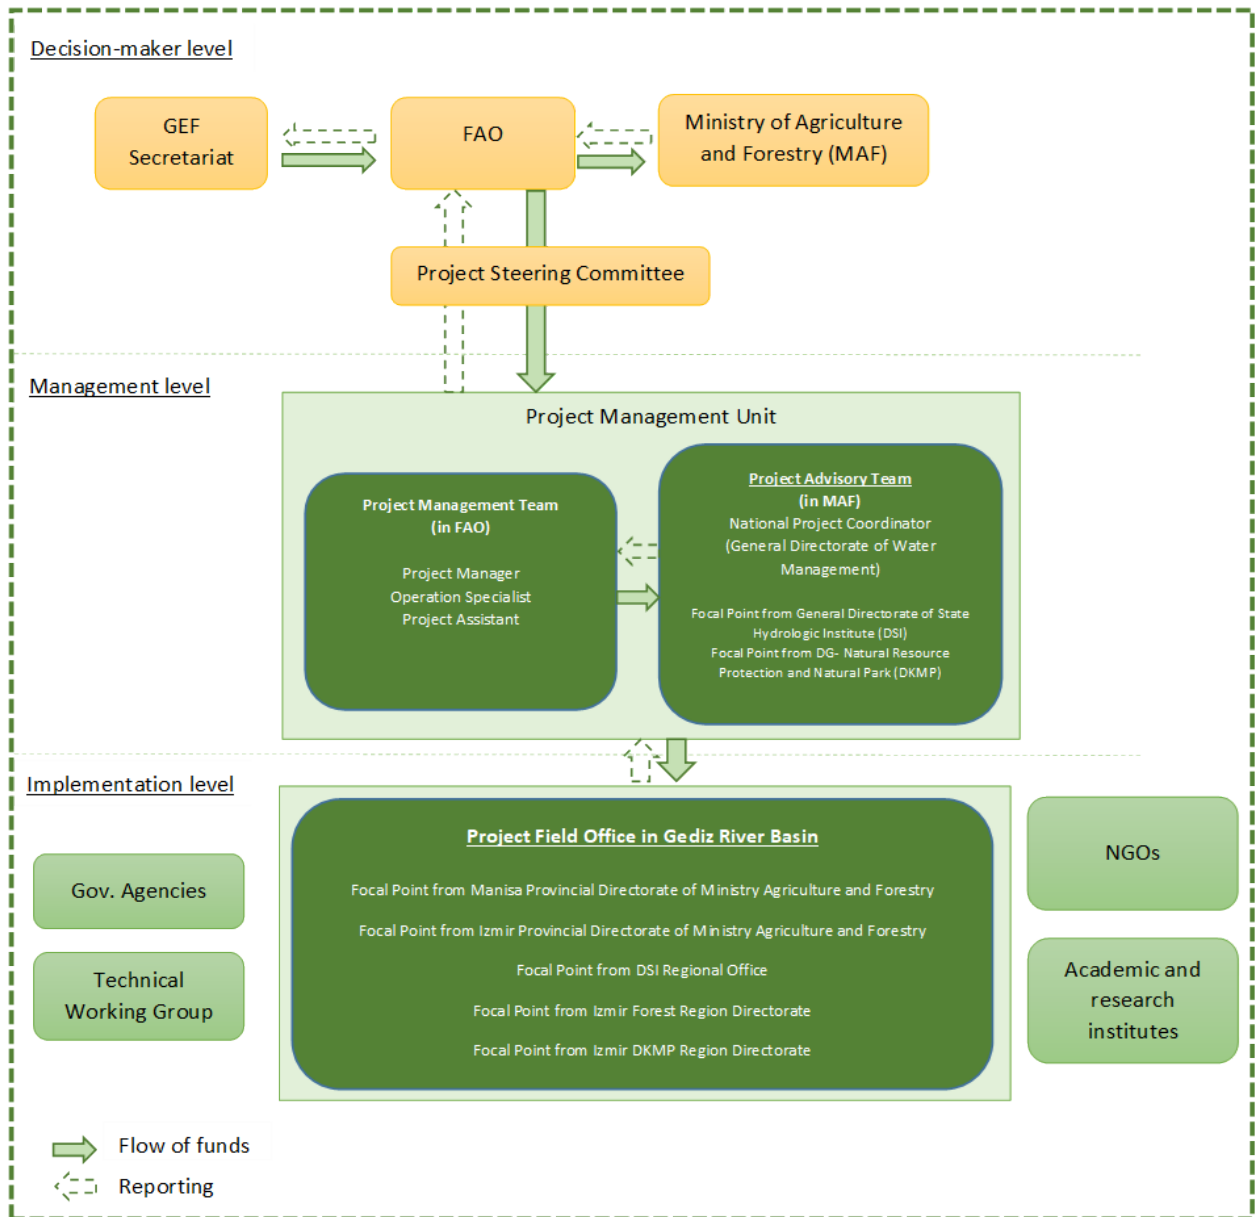 Decision-maker level
GEF
Secretariat
FAO
Ministry of Agriculture
and Forestry (MAF)
Project Steering Committee
Management level
Project Management Unit
Project Management Team
(in FAO)
Project Manager
Operation Specialist
Project Assistant
Project Advisory Team
(in MAF)
National Project Coordinator
(General Directorate of Water
Management)
Focal Point from General Directorate of State
Hydrologic Institute (DSI)
Focal Point from DG- Natural Resource
Protection and Natural Park (DKMP)
Implementation level
Gov. Agencies
Technical
Working Group
Project Field Office in Gediz River Basin
Focal Point from Manisa Provincial Directorate of Ministry Agriculture and Forestry
Focal Point from Izmir Provincial Directorate of Ministry Agriculture and Forestry
Focal Point from DSI Regional Office
Focal Point from Izmir Forest Region Directorate
Focal Point from Izmir DKMP Region Directorate
NGOs
Academic and
research
institutes
Flow of funds
Reporting